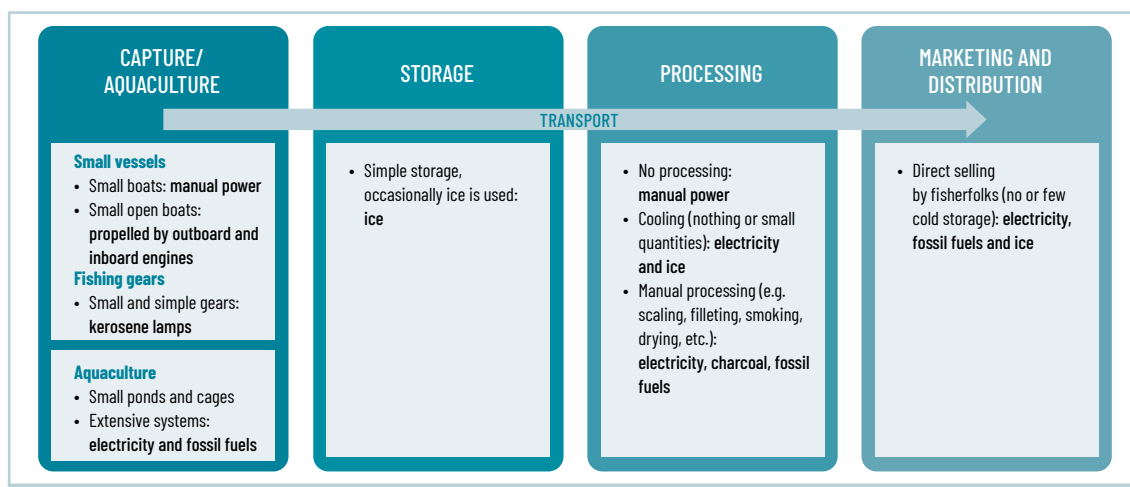 CAPTURE/
AQUACULTURE
STORAGE
PROCESSING
MARKETING AND
DISTRIBUTION
TRANSPORT
Small vessels
• Small boats: manual power
• Small open boats:
propelled by outboard and
inboard engines
Fishing gears
• Small and simple gears:
kerosene lamps
Aquaculture
• Small ponds and cages
• Extensive systems:
electricity and fossil fuels
• Simple storage,
occasionally ice is used:
ice
• No processing:
manual power
• Cooling (nothing or small
quantities): electricity
and ice
• Manual processing (e.g.
scaling, filleting, smoking,
drying, etc.):
electricity, charcoal, fossil
fuels
• Direct selling
by fisherfolks (no or few
cold storage): electricity,
fossil fuels and ice